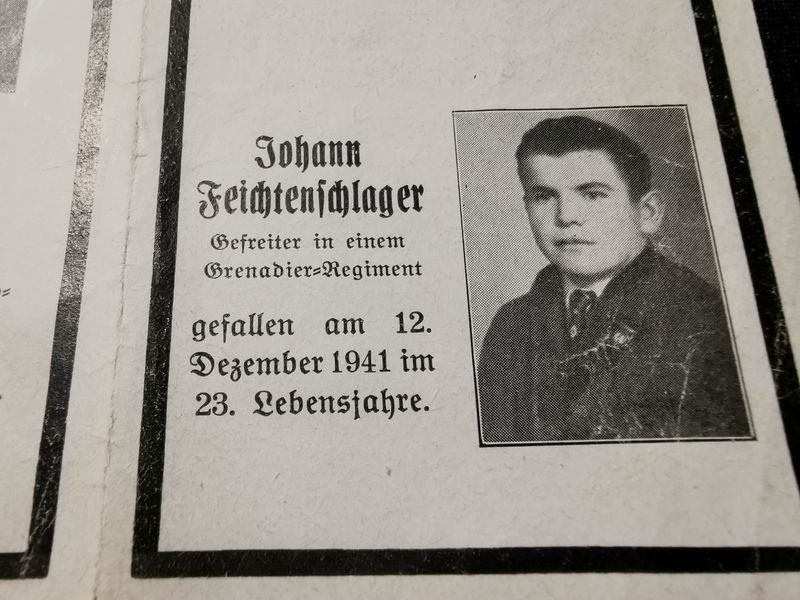 Johann
Feichtenschlager
Gefreiter in einem
Grenadier=Regiment
gefallen am 12.
Dezember 1941 im
23. Lebensjahre.